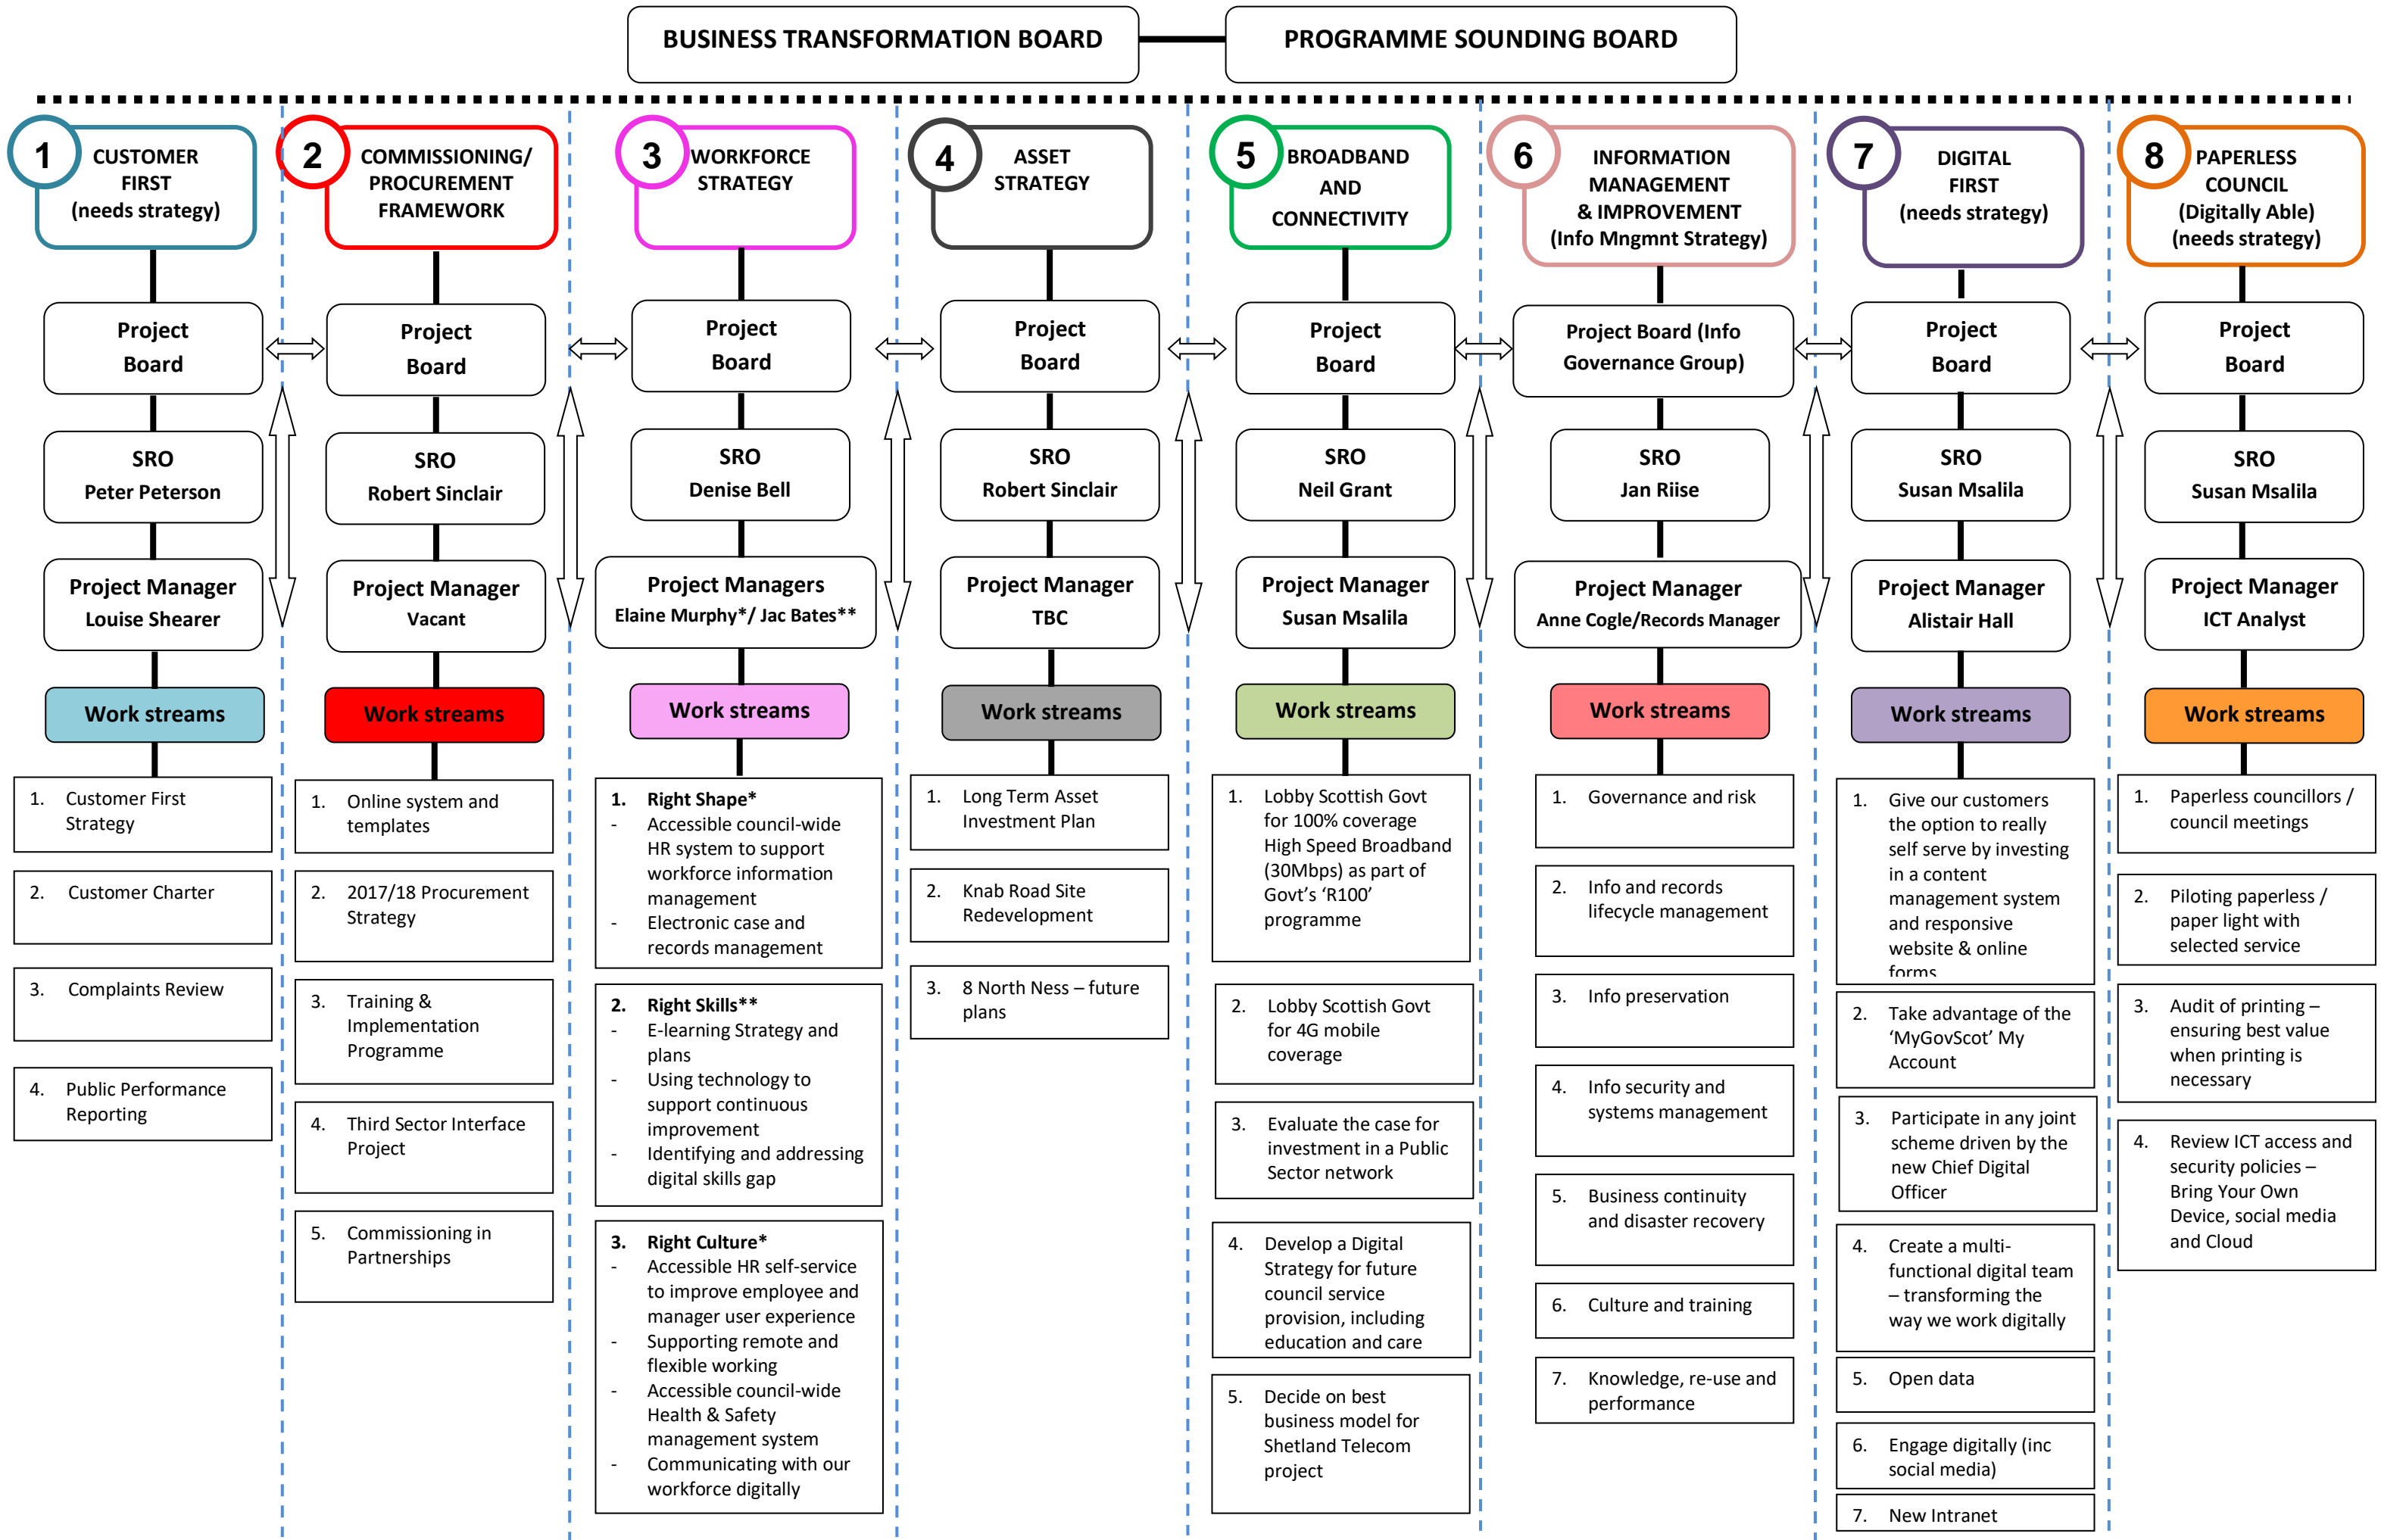 BUSINESS TRANSFORMATION BOARD
PROGRAMME SOUNDING BOARD
1
CUSTOMER
FIRST
(needs strategy)
Project
Board
SRO
Peter Peterson
Project Manager
Louise Shearer
Work streams
1. Customer First
Strategy
2. Customer Charter
3. Complaints Review
4. Public Performance
Reporting
2
COMMISSIONING/
PROCUREMENT
FRAMEWORK
Project
Board
SRO
Robert Sinclair
Project Manager
Vacant
Work streams
1. Online system and
templates
2. 2017/18 Procurement
Strategy
3. Training &
Implementation
Programme
4. Third Sector Interface
Project
5. Commissioning in
Partnerships
3
WORKFORCE
STRATEGY
Project
Board
SRO
Denise Bell
Project Managers
Elaine Murphy*/ Jac Bates**
Work streams
1. Right Shape*
- Accessible council-wide
HR system to support
workforce information
management
- Electronic case and
records management
2. Right Skills**
- E-learning Strategy and
plans
- Using technology to
support continuous
improvement
- Identifying and addressing
digital skills gap
3. Right Culture*
- Accessible HR self-service
to improve employee and
manager user experience
- Supporting remote and
flexible working
- Accessible council-wide
Health & Safety
management system
- Communicating with our
workforce digitally
4
ASSET
STRATEGY
Project
Board
SRO
Robert Sinclair
Project Manager
TBC
Work streams
1. Long Term Asset
Investment Plan
2. Knab Road Site
Redevelopment
3. 8 North Ness – future
plans
5
BROADBAND
AND
CONNECTIVITY
Project
Board
SRO
Neil Grant
Project Manager
Susan Msalila
Work streams
1. Lobby Scottish Govt
for 100% coverage
High Speed Broadband
(30Mbps) as part of
Govt’s ‘R100’
programme
2. Lobby Scottish Govt
for 4G mobile
coverage
3. Evaluate the case for
investment in a Public
Sector network
4. Develop a Digital
Strategy for future
council service
provision, including
education and care
5. Decide on best
business model for
Shetland Telecom
project
6
INFORMATION
MANAGEMENT
& IMPROVEMENT
(Info Mngmnt Strategy)
Project Board (Info
Governance Group)
SRO
Jan Riise
Project Manager
Anne Cogle/Records Manager
Work streams
1. Governance and risk
2. Info and records
lifecycle management
3. Info preservation
4. Info security and
systems management
5. Business continuity
and disaster recovery
6. Culture and training
7. Knowledge, re-use and
performance
7
DIGITAL
FIRST
(needs strategy)
Project
Board
SRO
Susan Msalila
Project Manager
Alistair Hall
Work streams
1. Give our customers
the option to really
self serve by investing
in a content
management system
and responsive
website & online
forms
2. Take advantage of the
‘MyGovScot’ My
Account
3. Participate in any joint
scheme driven by the
new Chief Digital
Officer
4. Create a multi-
functional digital team
– transforming the
way we work digitally
5. Open data
6. Engage digitally (inc
social media)
7. New Intranet
8
PAPERLESS
COUNCIL
(Digitally Able)
(needs strategy)
Project
Board
SRO
Susan Msalila
Project Manager
ICT Analyst
Work streams
1. Paperless councillors /
council meetings
2. Piloting paperless /
paper light with
selected service
3. Audit of printing –
ensuring best value
when printing is
necessary
4. Review ICT access and
security policies –
Bring Your Own
Device, social media
and Cloud